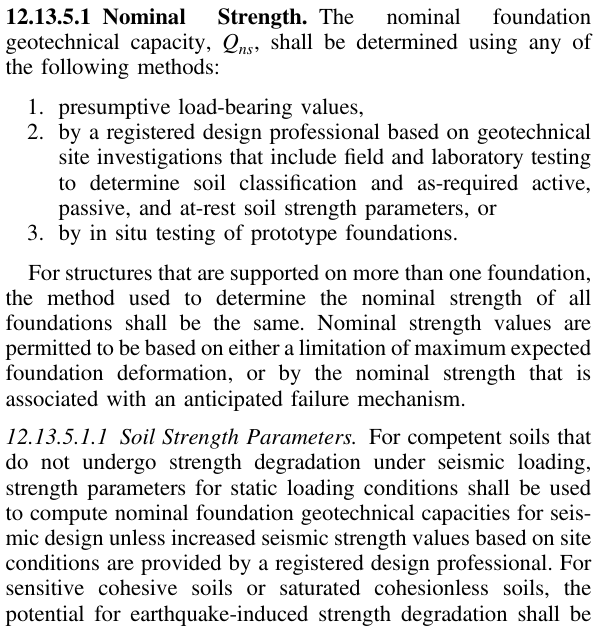 12.13.5.1 Nominal Strength. The nominal foundation
geotechnical capacity, Qns, shall be determined using any of
the following methods:
1. presumptive load-bearing values,
2. by a registered design professional based on geotechnical
site investigations that include field and laboratory testing
to determine soil classification and as-required active,
passive, and at-rest soil strength parameters, or
3. by in situ testing of prototype foundations.
For structures that are supported on more than one foundation,
the method used to determine the nominal strength of all
foundations shall be the same. Nominal strength values are
permitted to be based on either a limitation of maximum expected
foundation deformation, or by the nominal strength that is
associated with an anticipated failure mechanism.
12.13.5.1.1 Soil Strength Parameters. For competent soils that
do not undergo strength degradation under seismic loading,
strength parameters for static loading conditions shall be used
to compute nominal foundation geotechnical capacities for seis-
mic design unless increased seismic strength values based on site
conditions are provided by a registered design professional. For
sensitive cohesive soils or saturated cohesionless soils, the
potential for earthquake-induced strength degradation shall be